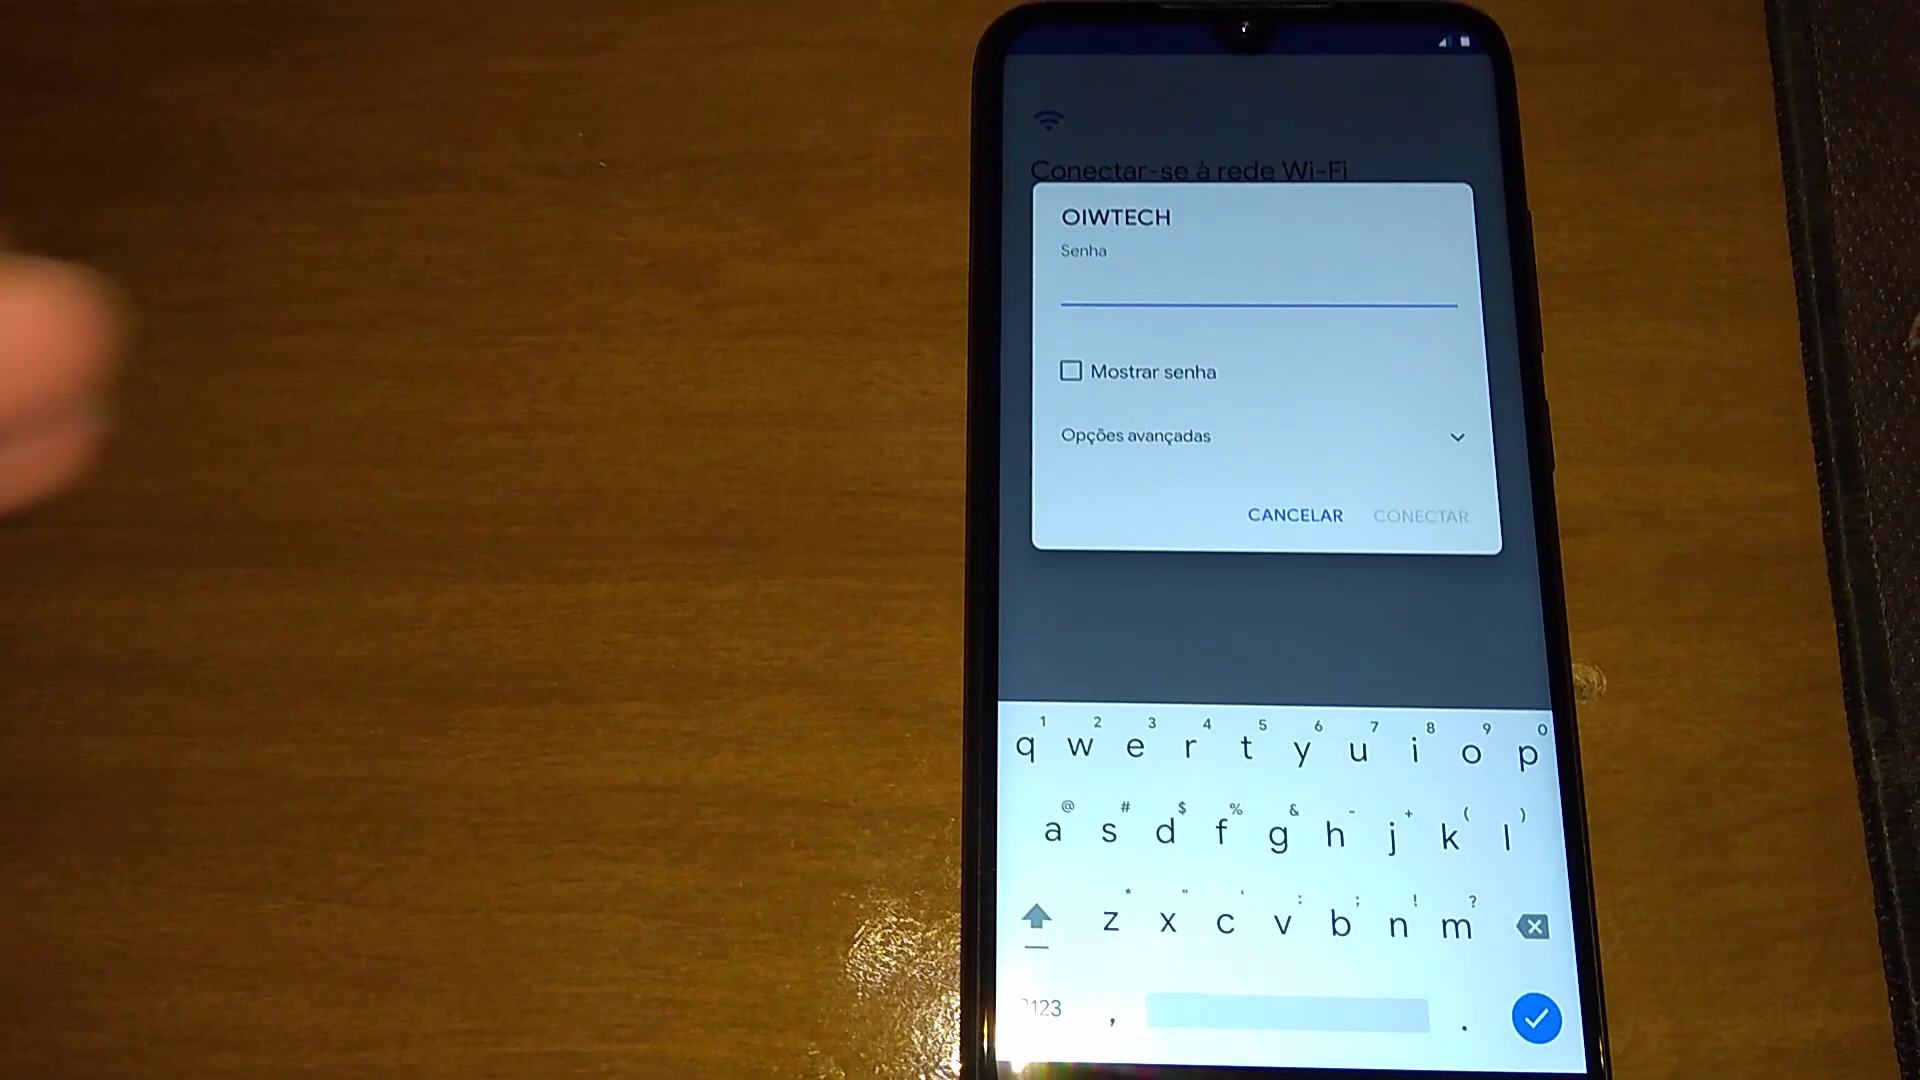 Conectar-se à rede Wi-Fi
OIWTECH
Senha
Mostrar senha
Opções avançadas
CANCELAR CONECTAR
1 2 3 4 5 6 7 8 9 0
q w e r t y u i o p
@ # $ % & - + ( )
a s d f g h j k l
* " ' : ; ! ?
z x c v b n m
?123 , .